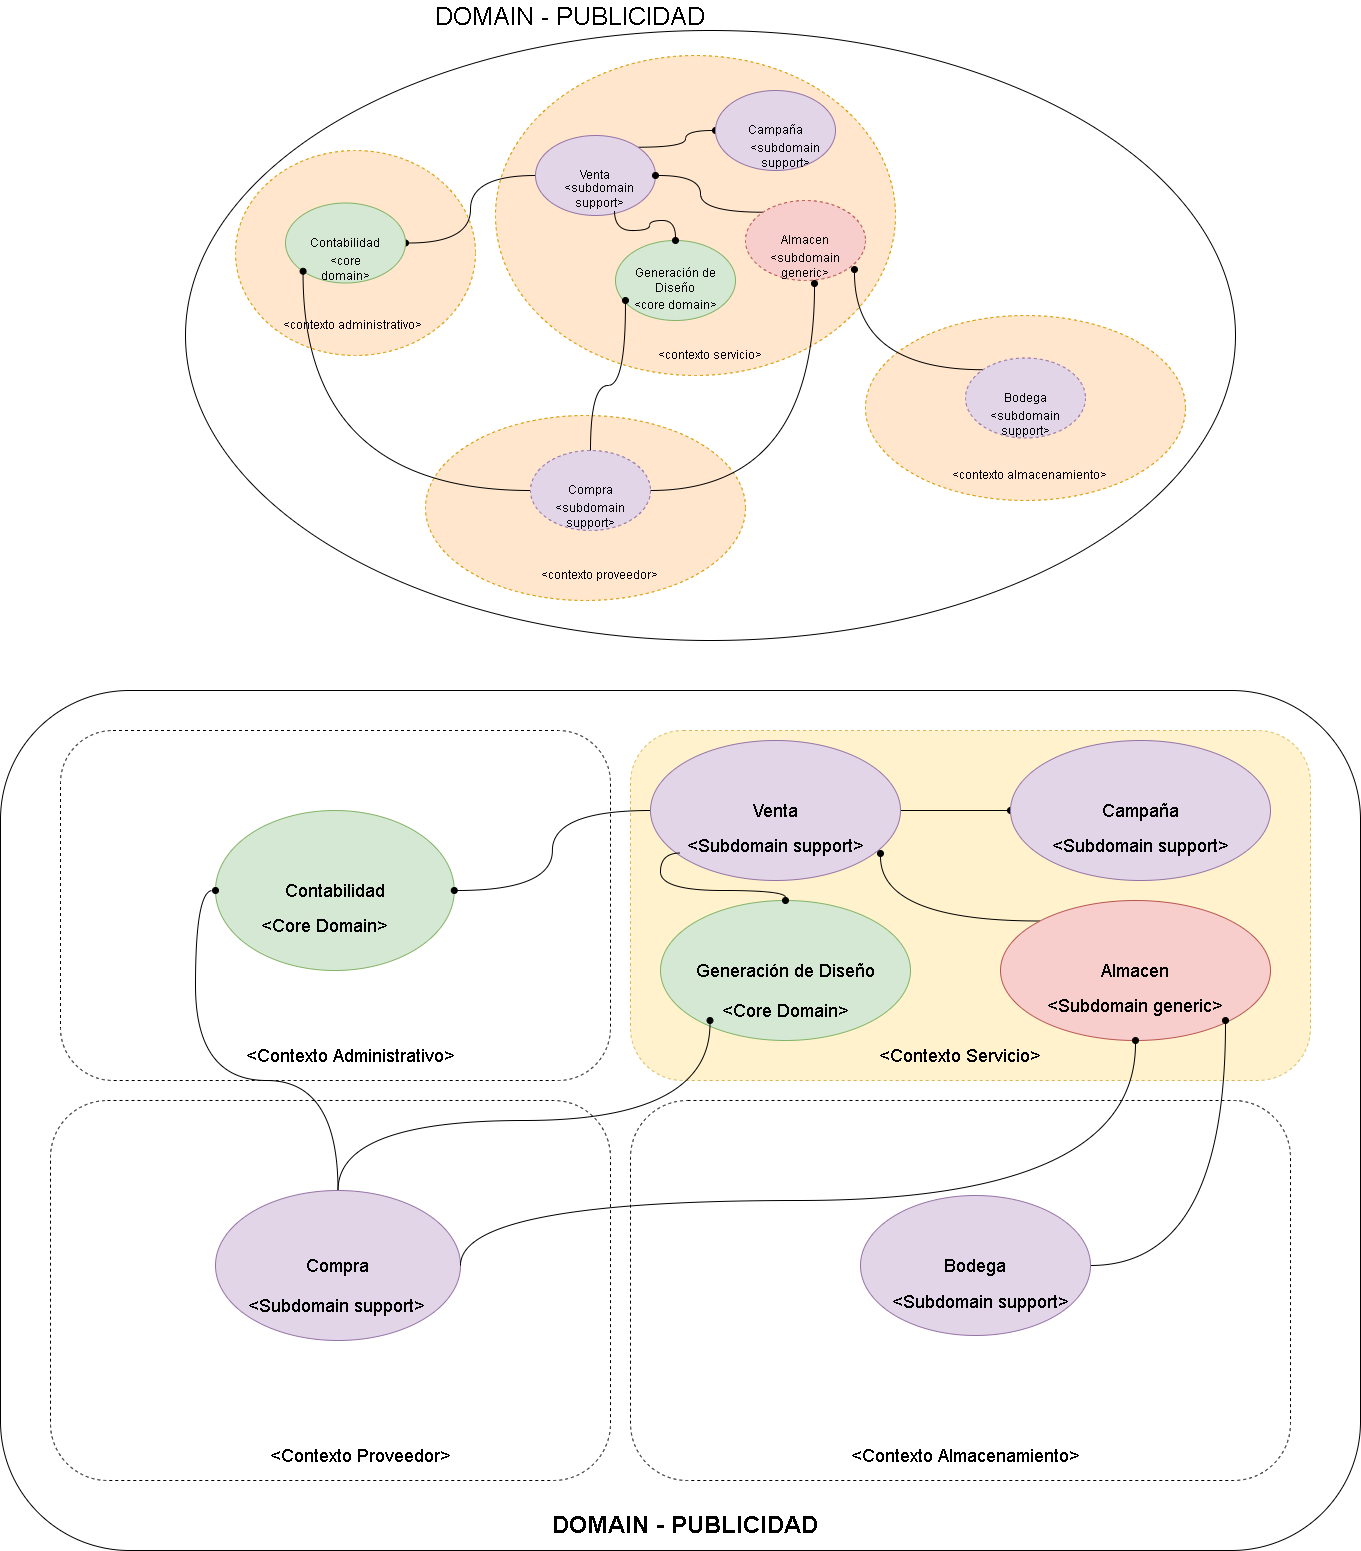 DOMAIN - PUBLICIDAD
Campaña
<subdomain
support>
Venta
<subdomain
support>
Contabilidad
<core
domain>
Almacen
<subdomain
generic>
Generación de
Diseño
<core domain>
<contexto administrativo>
<contexto servicio>
Bodega
<subdomain
support>
<contexto almacenamiento>
Compra
<subdomain
support>
<contexto proveedor>
Venta
<Subdomain support>
Campaña
<Subdomain support>
Contabilidad
<Core Domain>
Generación de Diseño
<Core Domain>
Almacen
<Subdomain generic>
<Contexto Administrativo>
<Contexto Servicio>
Compra
<Subdomain support>
Bodega
<Subdomain support>
<Contexto Proveedor>
<Contexto Almacenamiento>
DOMAIN - PUBLICIDAD